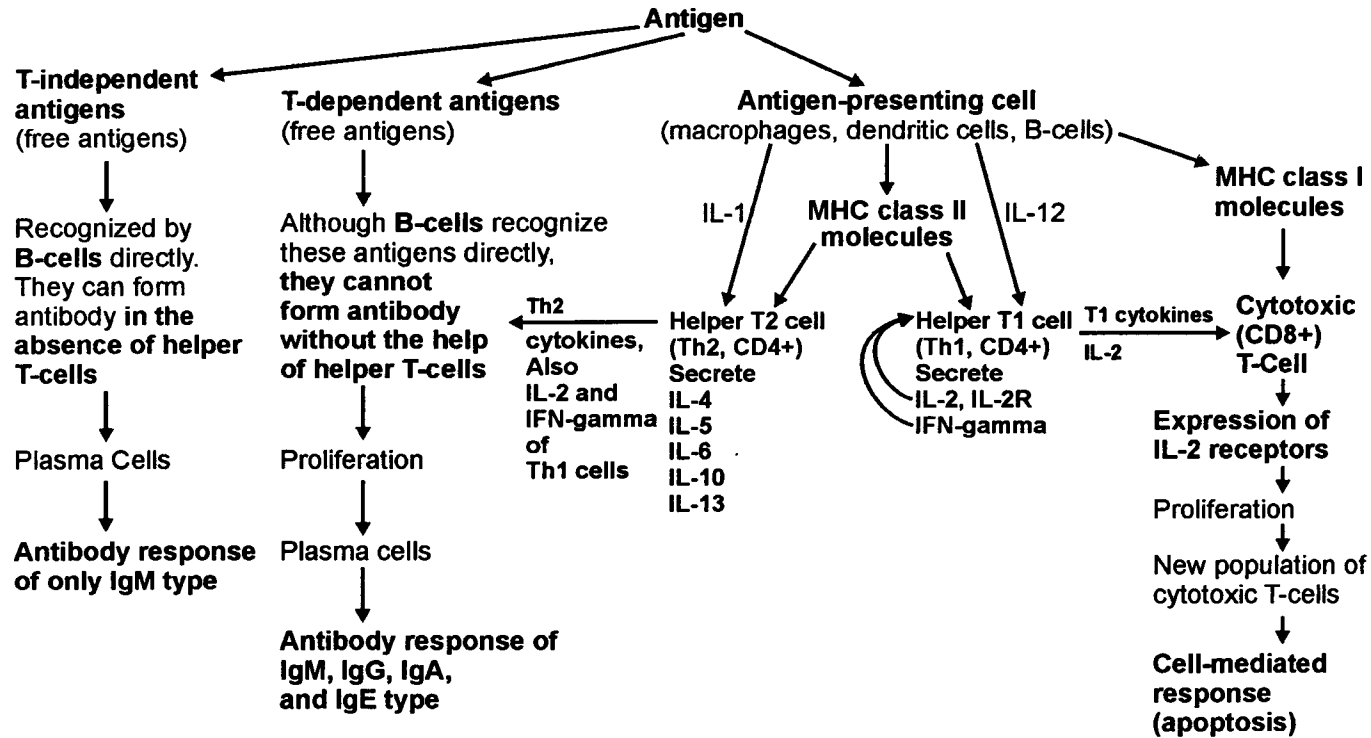 Antigen
T-independent
antigens
(free antigens)
Recognized by
B-cells directly.
They can form
antibody in the
absence of helper
T-cells
Plasma Cells
Antibody response
of only IgM type
T-dependent antigens
(free antigens)
Although B-cells recognize
these antigens directly,
they cannot
form antibody
without the help
of helper T-cells
Proliferation
Plasma cells
Antibody response of
IgM, IgG, IgA,
and IgE type
Th2
cytokines,
Also
IL-2 and
IFN-gamma
of
Th1 cells
Antigen-presenting cell
(macrophages, dendritic cells, B-cells)
IL-1
MHC class II
molecules
IL-12
Helper T2 cell
(Th2, CD4+)
Secrete
IL-4
IL-5
IL-6
IL-10
IL-13
Helper T1 cell
(Th1, CD4+)
Secrete
IL-2, IL-2R
IFN-gamma
T1 cytokines
IL-2
MHC class I
molecules
Cytotoxic
(CD8+)
T-Cell
Expression of
IL-2 receptors
Proliferation
New population of
cytotoxic T-cells
Cell-mediated
response
(apoptosis)